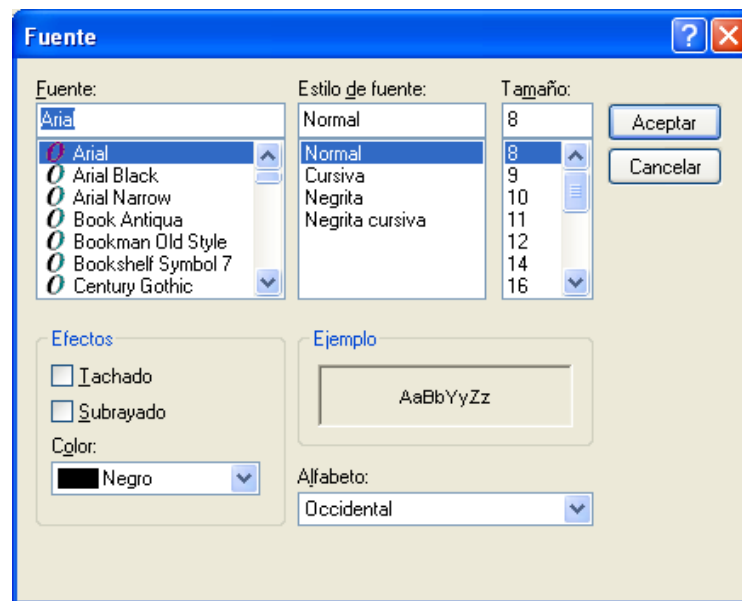 Fuente
Fuente: Estilo de fuente: Tamaño:
Arial Normal 8 Aceptar
Arial Normal 8 Cancelar
Arial Black Cursiva 9
Arial Narrow Negrita 10
Book Antiqua Negrita cursiva 11
Bookman Old Style 12
Bookshelf Symbol 7 14
Century Gothic 16
Efectos Ejemplo
Tachado
AaBbYyZz
Subrayado
Color:
Negro
Alfabeto:
Occidental